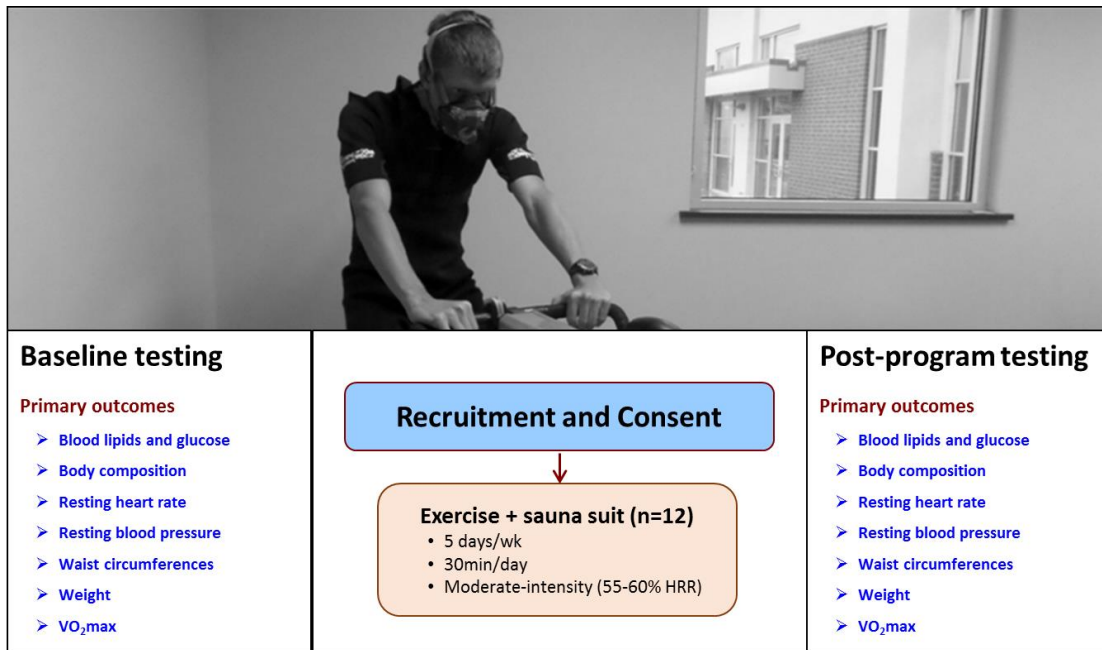 Baseline testing
Primary outcomes
➢ Blood lipids and glucose
➢ Body composition
➢ Resting heart rate
➢ Resting blood pressure
➢ Waist circumferences
➢ Weight
➢ VO₂max
Recruitment and Consent
Exercise + sauna suit (n=12)
• 5 days/wk
• 30min/day
• Moderate-intensity (55-60% HRR)
Post-program testing
Primary outcomes
➢ Blood lipids and glucose
➢ Body composition
➢ Resting heart rate
➢ Resting blood pressure
➢ Waist circumferences
➢ Weight
➢ VO₂max